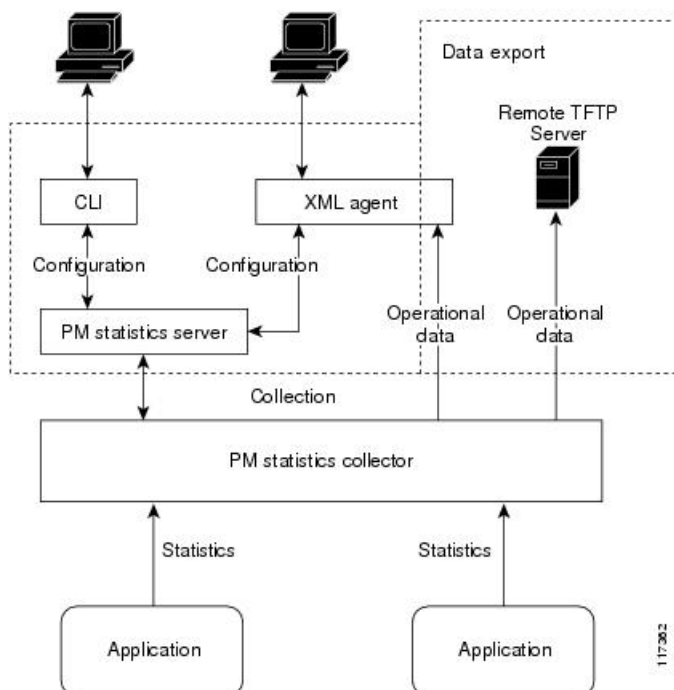 Data export
Remote TFTP
Server
CLI
XML agent
Configuration
Configuration
PM statistics server
Operational
data
Operational
data
Collection
PM statistics collector
Statistics
Statistics
Application
Application
117362